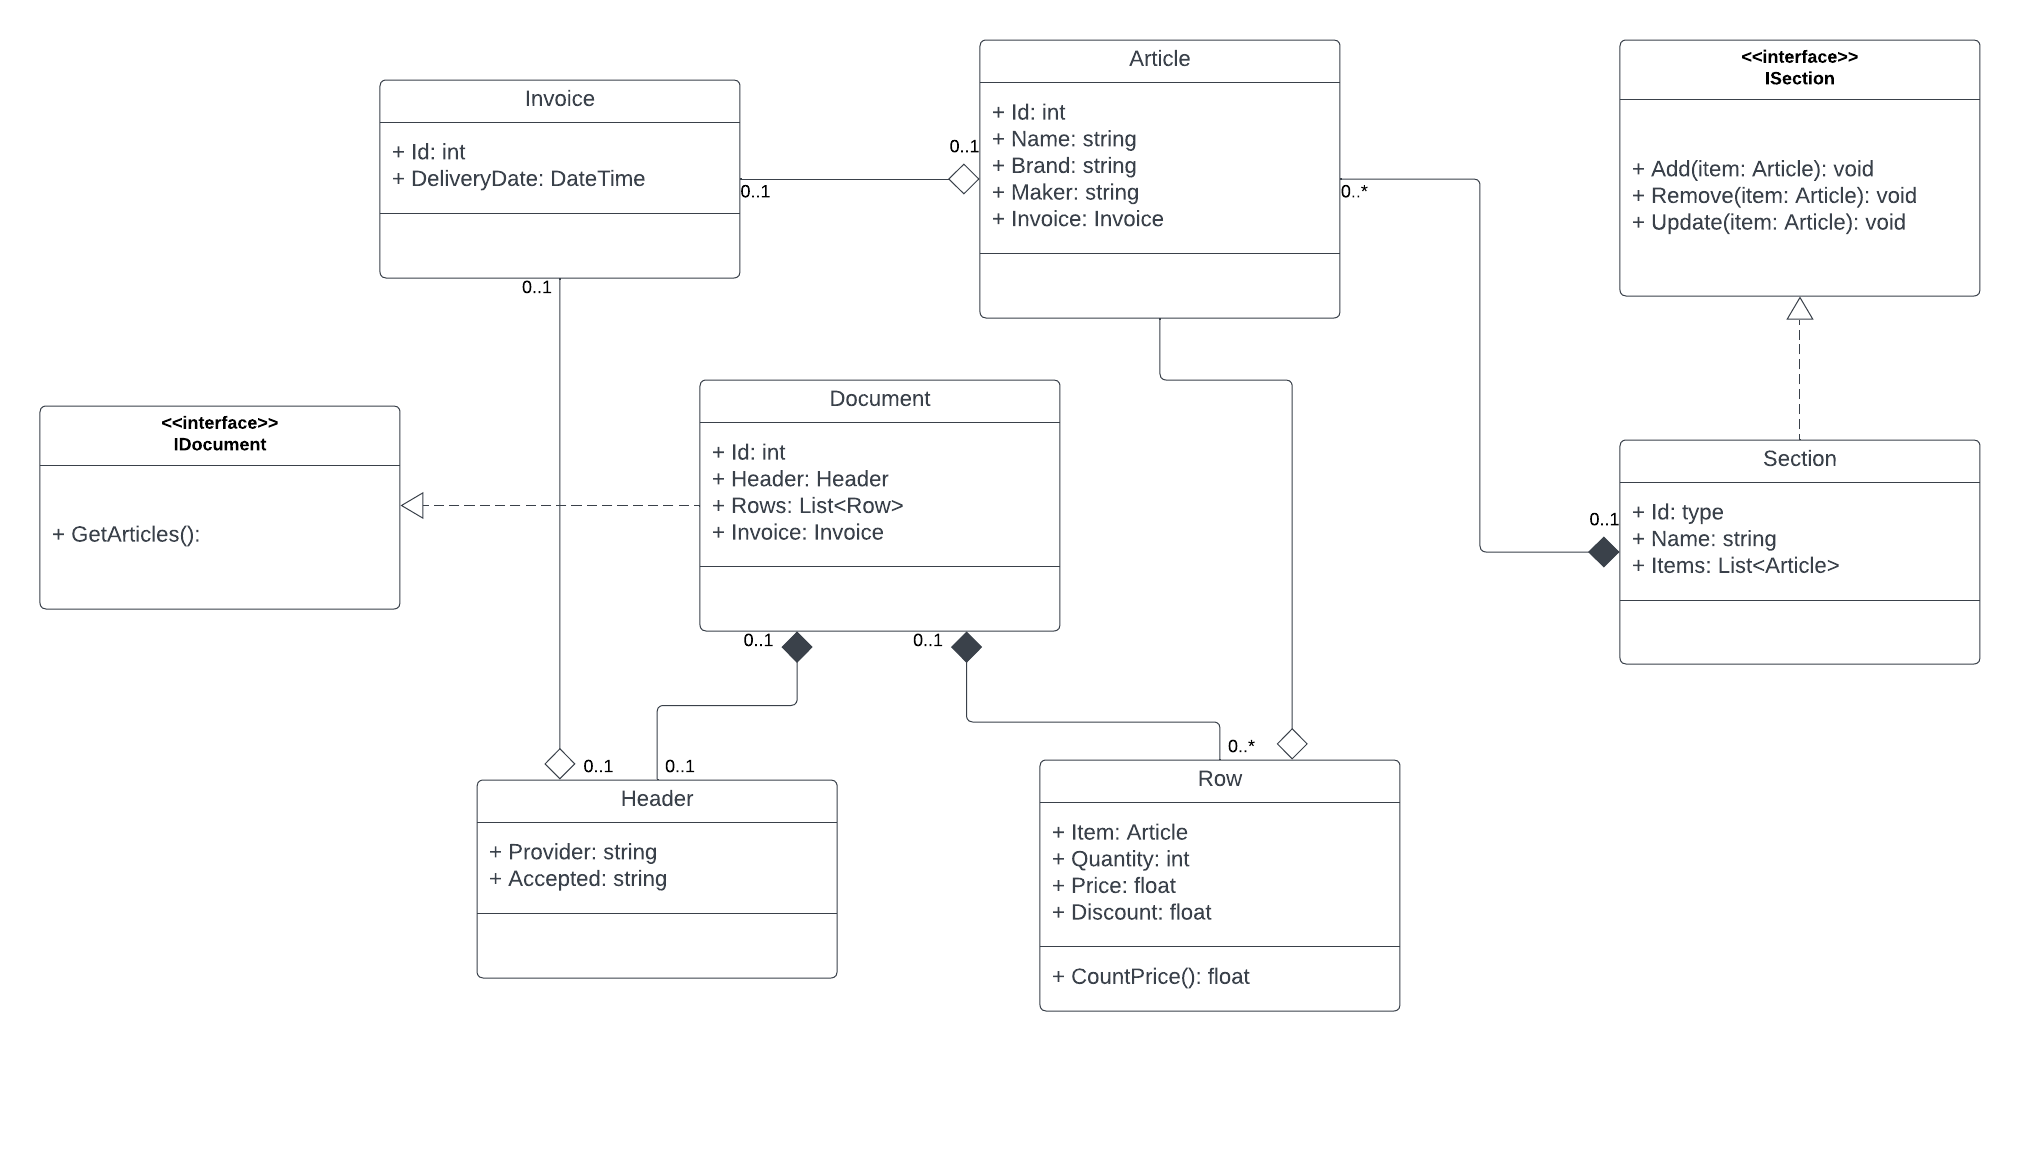 Invoice
+ Id: int
+ DeliveryDate: DateTime
0..1
0..1
0..1
Article
+ Id: int
+ Name: string
+ Brand: string
+ Maker: string
+ Invoice: Invoice
0..*
<<interface>>
ISection
+ Add(item: Article): void
+ Remove(item: Article): void
+ Update(item: Article): void
<<interface>>
IDocument
+ GetArticles():
Document
+ Id: int
+ Header: Header
+ Rows: List<Row>
+ Invoice: Invoice
0..1
0..1
0..1
Section
+ Id: type
+ Name: string
+ Items: List<Article>
0..1
0..1
Header
+ Provider: string
+ Accepted: string
0..*
Row
+ Item: Article
+ Quantity: int
+ Price: float
+ Discount: float
+ CountPrice(): float